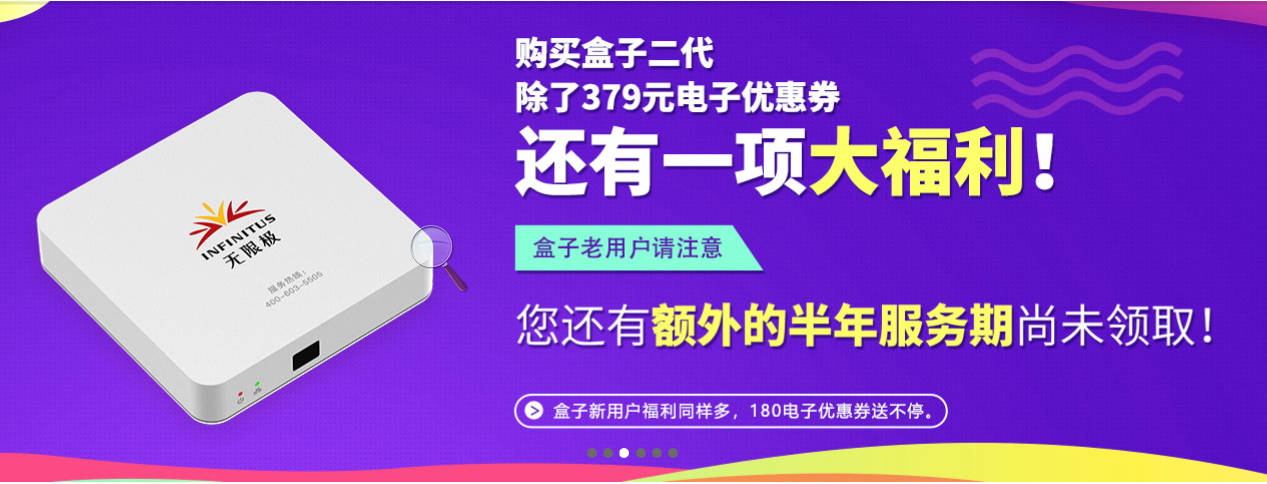 购买盒子二代
除了379元电子优惠券
还有一项大福利!
盒子老用户请注意
您还有额外的半年服务期尚未领取!
盒子新用户福利同样多，180电子优惠券送不停。
INFINITUS
无限极
服务热线：
400-603-5505